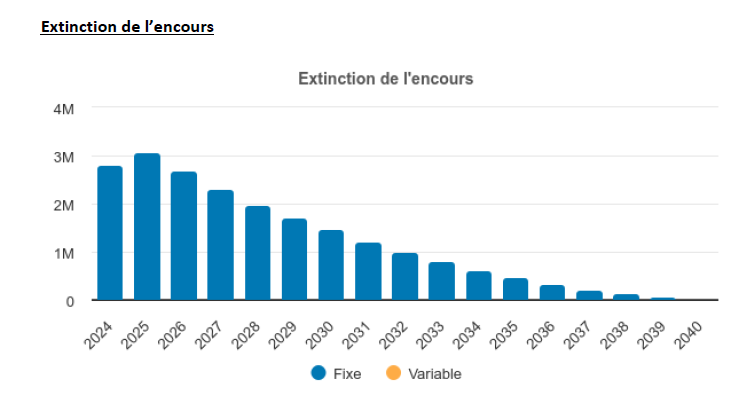 Extinction de l’encours
Extinction de l'encours
4M
3M
2M
1M
0
2024 2025 2026 2027 2028 2029 2030 2031 2032 2033 2034 2035 2036 2037 2038 2039 2040
Fixe Variable